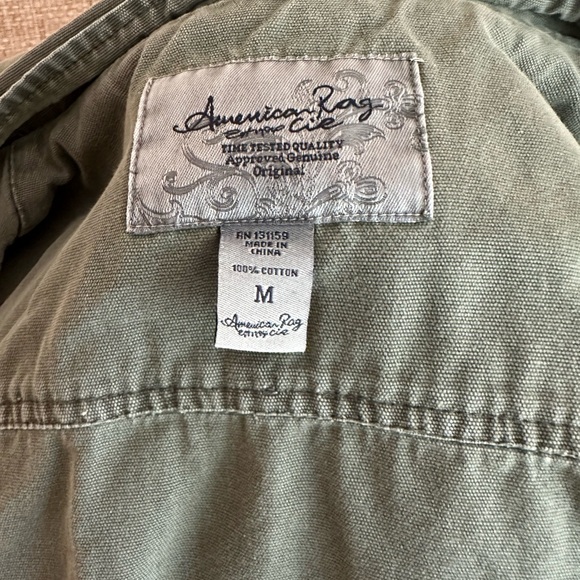 American Rag
Cie
TIME TESTED QUALITY
Approved Genuine
Original
RN 131159
MADE IN
CHINA
100% COTTON
M
American Rag
Cie